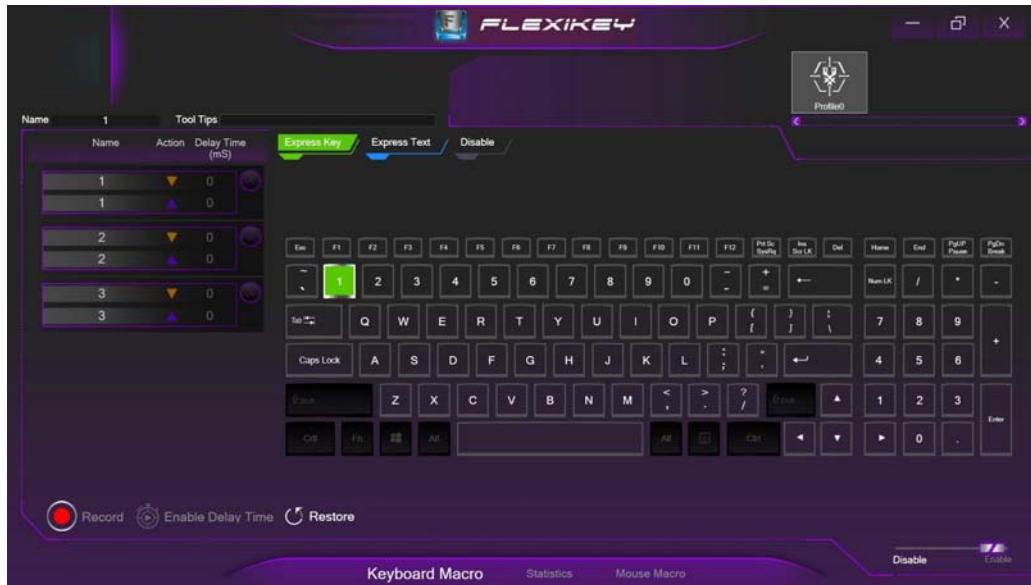 F FLEXIKEY
Profile0
Name 1 Tool Tips
Name Action Delay Time (mS)
Express Key Express Text Disable
1 0
1 0
2 0
2 0
3 0
3 0
Esc F1 F2 F3 F4 F5 F6 F7 F8 F9 F10 F11 F12 Prt Sc SysRq Ins Scr LK Del Home End PgUP Pause PgDn Break
~ ` 1 2 3 4 5 6 7 8 9 0 - - + = ← Num LK / * -
Tab Q W E R T Y U I O P { [ } ] | \ 7 8 9 +
Caps Lock A S D F G H J K L : ; " ' 4 5 6
Z X C V B N M < , > . ? / 1 2 3 Enter
Ctrl Fn Alt Alt Ctrl 0 .
Record Enable Delay Time Restore
Disable Enable
Keyboard Macro Statistics Mouse Macro